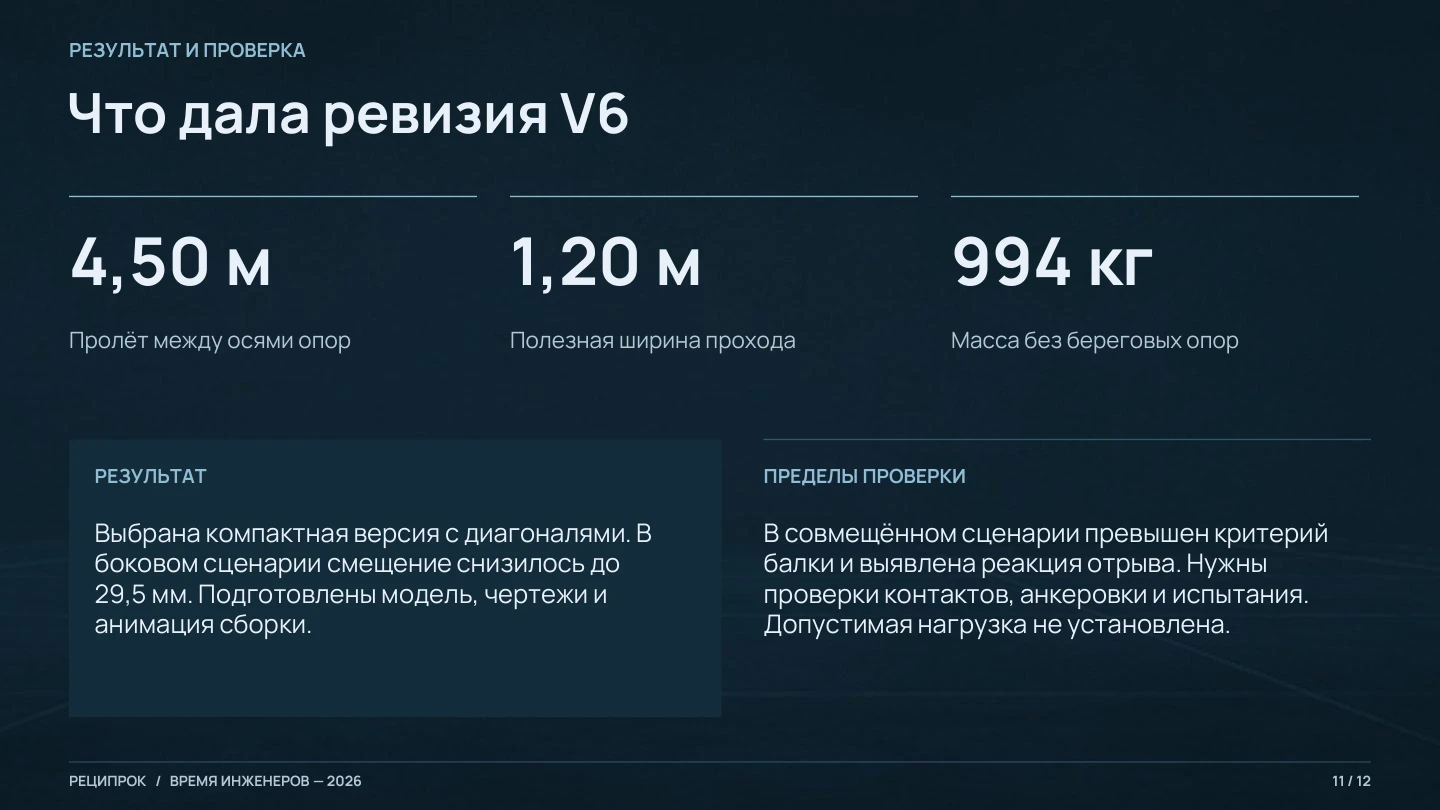 РЕЗУЛЬТАТ И ПРОВЕРКА
Что дала ревизия V6
4,50 м
Пролёт между осями опор
1,20 м
Полезная ширина прохода
994 кг
Масса без береговых опор
РЕЗУЛЬТАТ
Выбрана компактная версия с диагоналями. В
боковом сценарии смещение снизилось до
29,5 мм. Подготовлены модель, чертежи и
анимация сборки.
ПРЕДЕЛЫ ПРОВЕРКИ
В совмещённом сценарии превышен критерий
балки и выявлена реакция отрыва. Нужны
проверки контактов, анкеровки и испытания.
Допустимая нагрузка не установлена.
РЕЦИПРОК / ВРЕМЯ ИНЖЕНЕРОВ — 2026
11 / 12